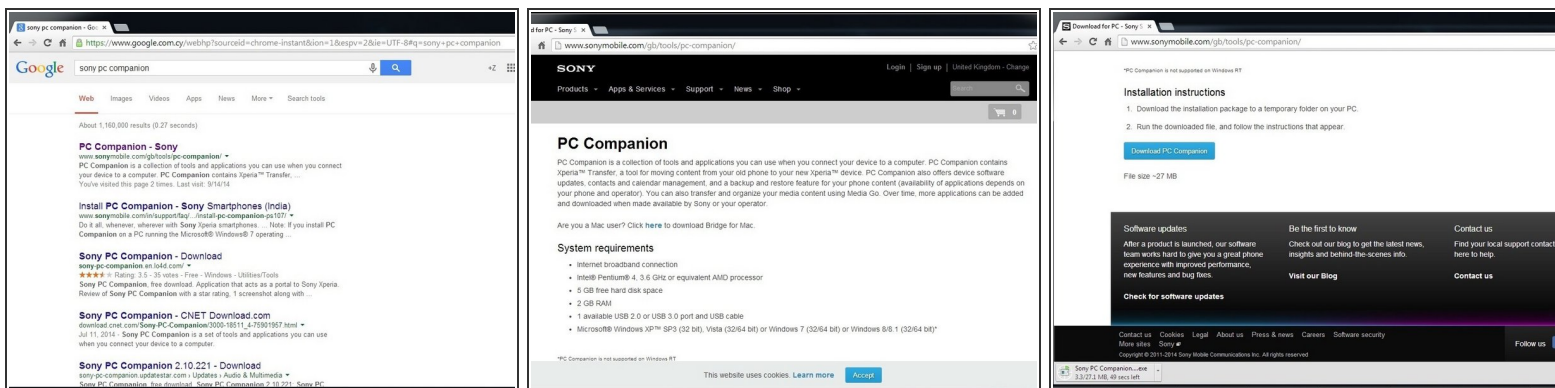 sony pc companion - Goo
https://www.google.com.cy/webhp?sourceid=chrome-instant&ion=1&espv=2&ie=UTF-8#q=sony+pc+companion
Google sony pc companion +Z
Web Images Videos Apps News More Search tools
About 1,160,000 results (0.27 seconds)
PC Companion - Sony
www.sonymobile.com/gb/tools/pc-companion/
PC Companion is a collection of tools and applications you can use when you connect
your device to a computer. PC Companion contains Xperia™ Transfer, ...
You've visited this page 2 times. Last visit: 9/14/14
Install PC Companion - Sony Smartphones (India)
www.sonymobile.com/in/support/faq/.../install-pc-companion-ps107/
Do it all, whenever, wherever with Sony Xperia smartphones. ... Note: If you install PC
Companion on a PC running the Microsoft® Windows® 7 operating ...
Sony PC Companion - Download
sony-pc-companion.en.lo4d.com/
Rating: 3.5 - 35 votes - Free - Windows - Utilities/Tools
Sony PC Companion, free download. Application that acts as a portal to Sony Xperia.
Review of Sony PC Companion with a star rating, 1 screenshot along with ...
Sony PC Companion - CNET Download.com
download.cnet.com/Sony-PC-Companion/3000-18511_4-75901957.html
Jul 11, 2014 - Sony PC Companion is a set of tools and applications you can use
when you connect your device to a computer.
Sony PC Companion 2.10.221 - Download
sony-pc-companion.updatestar.com › Updates › Audio & Multimedia
Sony PC Companion, free download. Sony PC Companion 2.10.221: Sony PC
d for PC - Sony S
www.sonymobile.com/gb/tools/pc-companion/
SONY Login | Sign up | United Kingdom - Change
Products Apps & Services Support News Shop Search
0
PC Companion
PC Companion is a collection of tools and applications you can use when you connect your device to a computer. PC Companion contains
Xperia™ Transfer, a tool for moving content from your old phone to your new Xperia™ device. PC Companion also offers device software
updates, contacts and calendar management, and a backup and restore feature for your phone content (availability of applications depends on
your phone and operator). You can also transfer and organize your media content using Media Go. Over time, more applications can be added
and downloaded when made available by Sony or your operator.
Are you a Mac user? Click here to download Bridge for Mac.
System requirements
• Internet broadband connection
• Intel® Pentium® 4, 3.6 GHz or equivalent AMD processor
• 5 GB free hard disk space
• 2 GB RAM
• 1 available USB 2.0 or USB 3.0 port and USB cable
• Microsoft® Windows XP™ SP3 (32 bit), Vista (32/64 bit) or Windows 7 (32/64 bit) or Windows 8/8.1 (32/64 bit)*
*PC Companion is not supported on Windows RT
This website uses cookies. Learn more Accept
Download for PC - Sony S
www.sonymobile.com/gb/tools/pc-companion/
*PC Companion is not supported on Windows RT
Installation instructions
1. Download the installation package to a temporary folder on your PC.
2. Run the downloaded file, and follow the instructions that appear.
Download PC Companion
File size ~27 MB
Software updates
After a product is launched, our software
team works hard to give you a great phone
experience with improved performance,
new features and bug fixes.
Check for software updates
Be the first to know
Check out our blog to get the latest news,
insights and behind-the-scenes info.
Visit our Blog
Contact us
Find your local support contact
here to help.
Contact us
Contact us Cookies Legal About us Press & news Careers Software security
More sites Sony
Follow us
Copyright © 2011-2014 Sony Mobile Communications Inc. All rights reserved
Sony PC Companion....exe
3.3/27.1 MB, 49 secs left